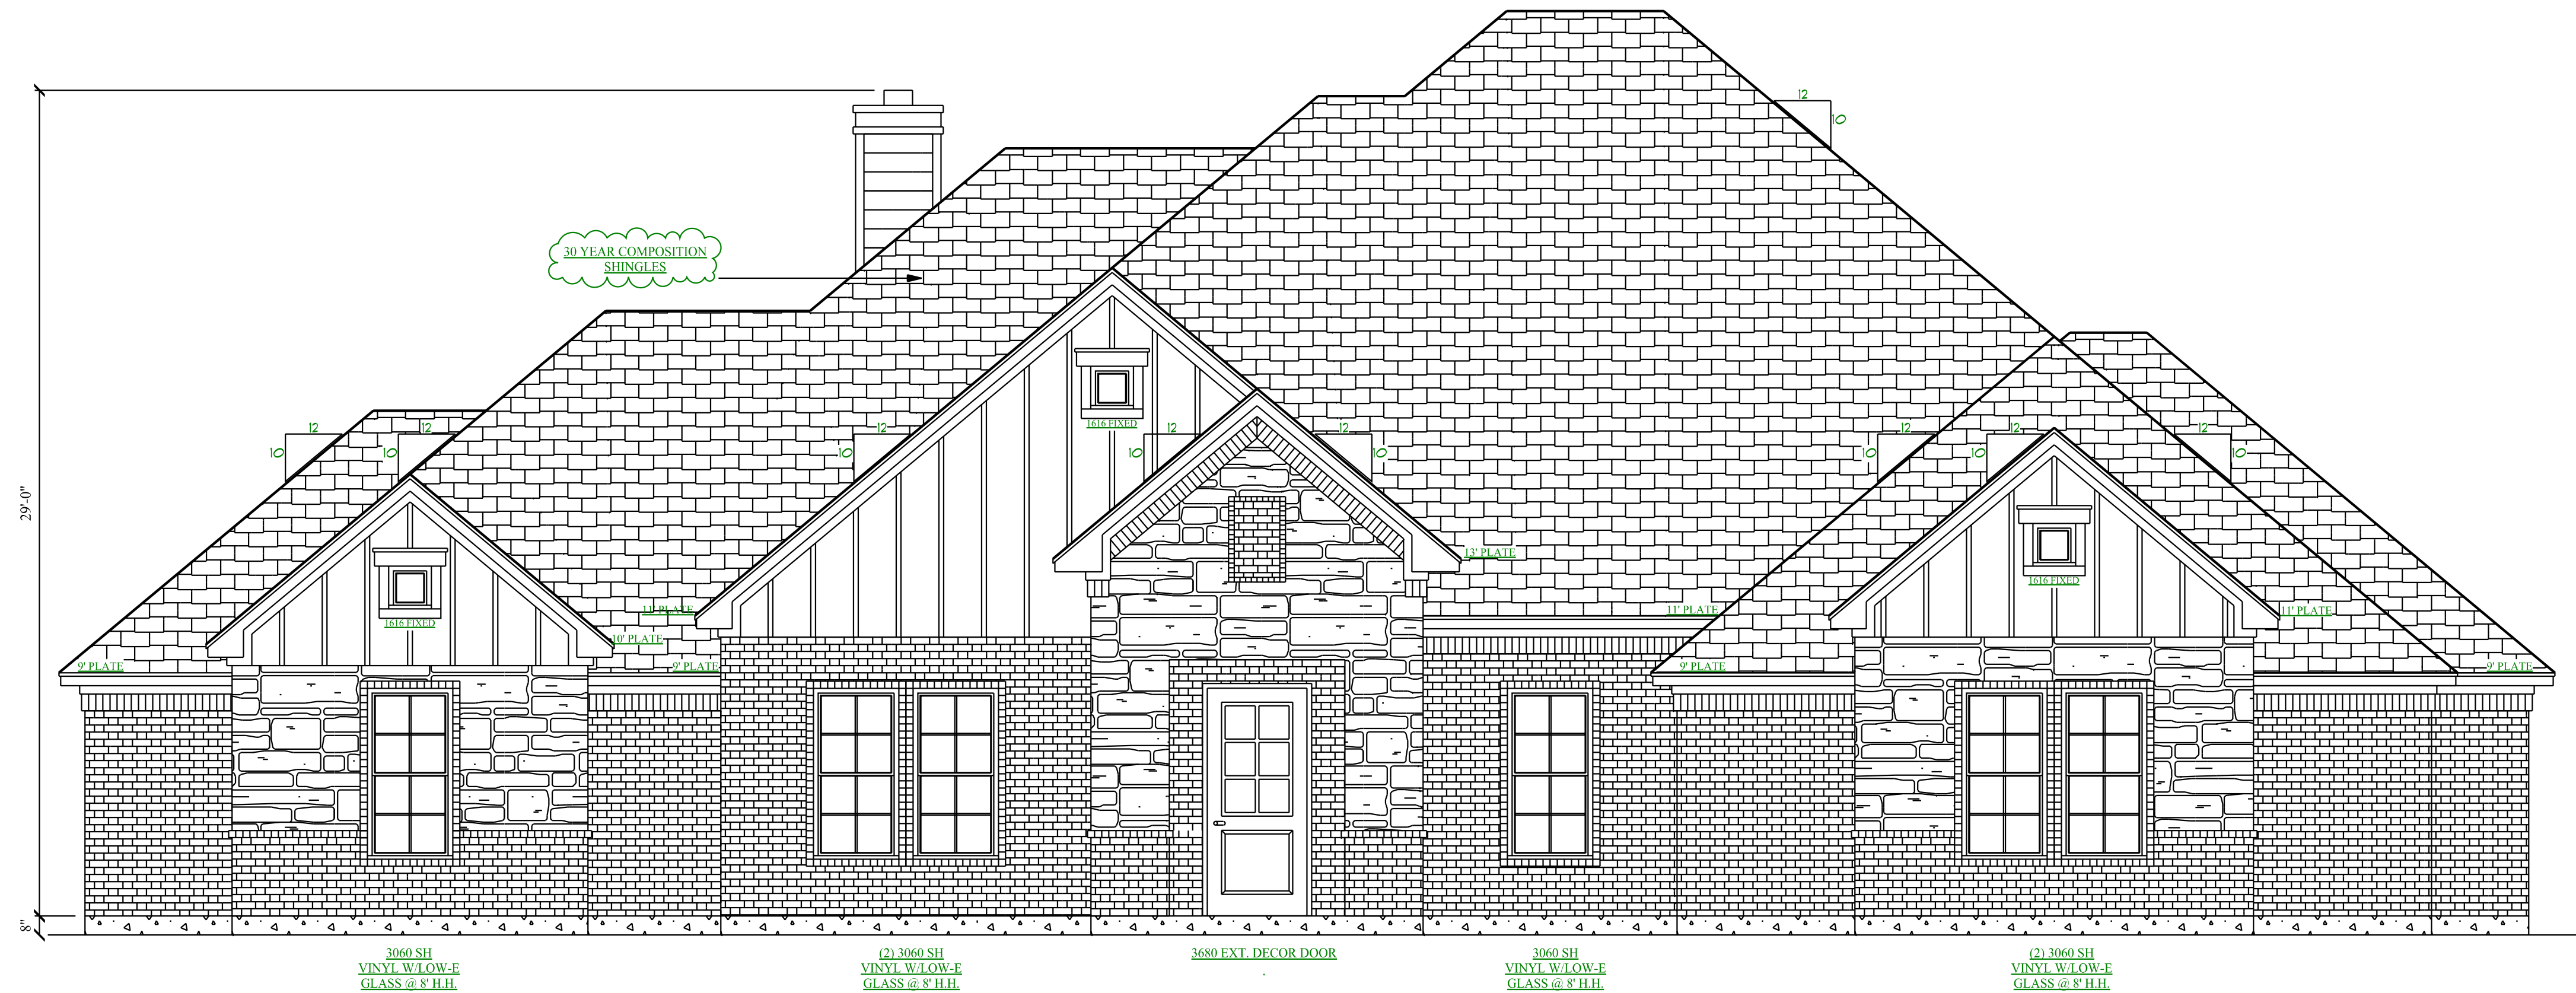 12
10
30 YEAR COMPOSITION
SHINGLES
29'-0"
8"
12
10
12
10
12
10
12
10
12
10
12
10
12
10
12
10
1616 FIXED
1616 FIXED
1616 FIXED
13' PLATE
11' PLATE
11' PLATE
11' PLATE
10' PLATE
9' PLATE
9' PLATE
9' PLATE
9' PLATE
3060 SH
VINYL W/LOW-E
GLASS @ 8' H.H.
(2) 3060 SH
VINYL W/LOW-E
GLASS @ 8' H.H.
3680 EXT. DECOR DOOR
3060 SH
VINYL W/LOW-E
GLASS @ 8' H.H.
(2) 3060 SH
VINYL W/LOW-E
GLASS @ 8' H.H.